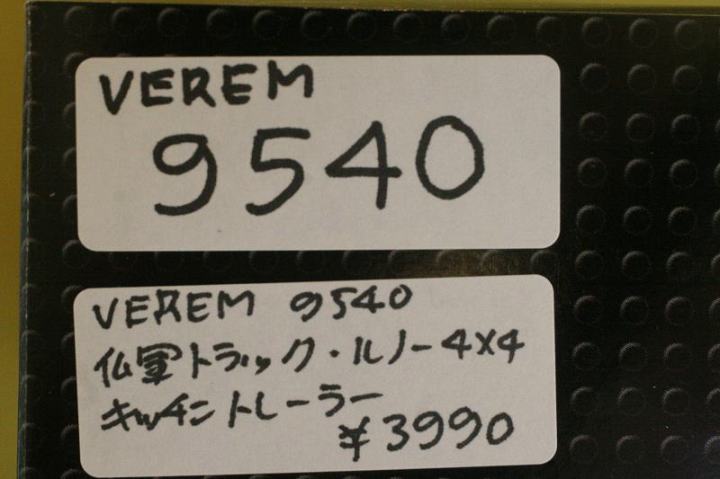 VEREM
9540
VEREM 9540
仏軍トラック・ルノー4X4
キッチントレーラー
¥3990